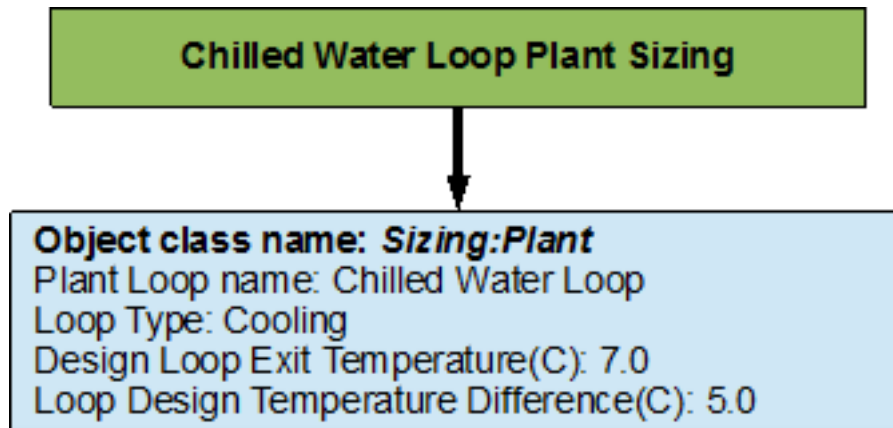 Chilled Water Loop Plant Sizing
Object class name: Sizing:Plant
Plant Loop name: Chilled Water Loop
Loop Type: Cooling
Design Loop Exit Temperature(C): 7.0
Loop Design Temperature Difference(C): 5.0